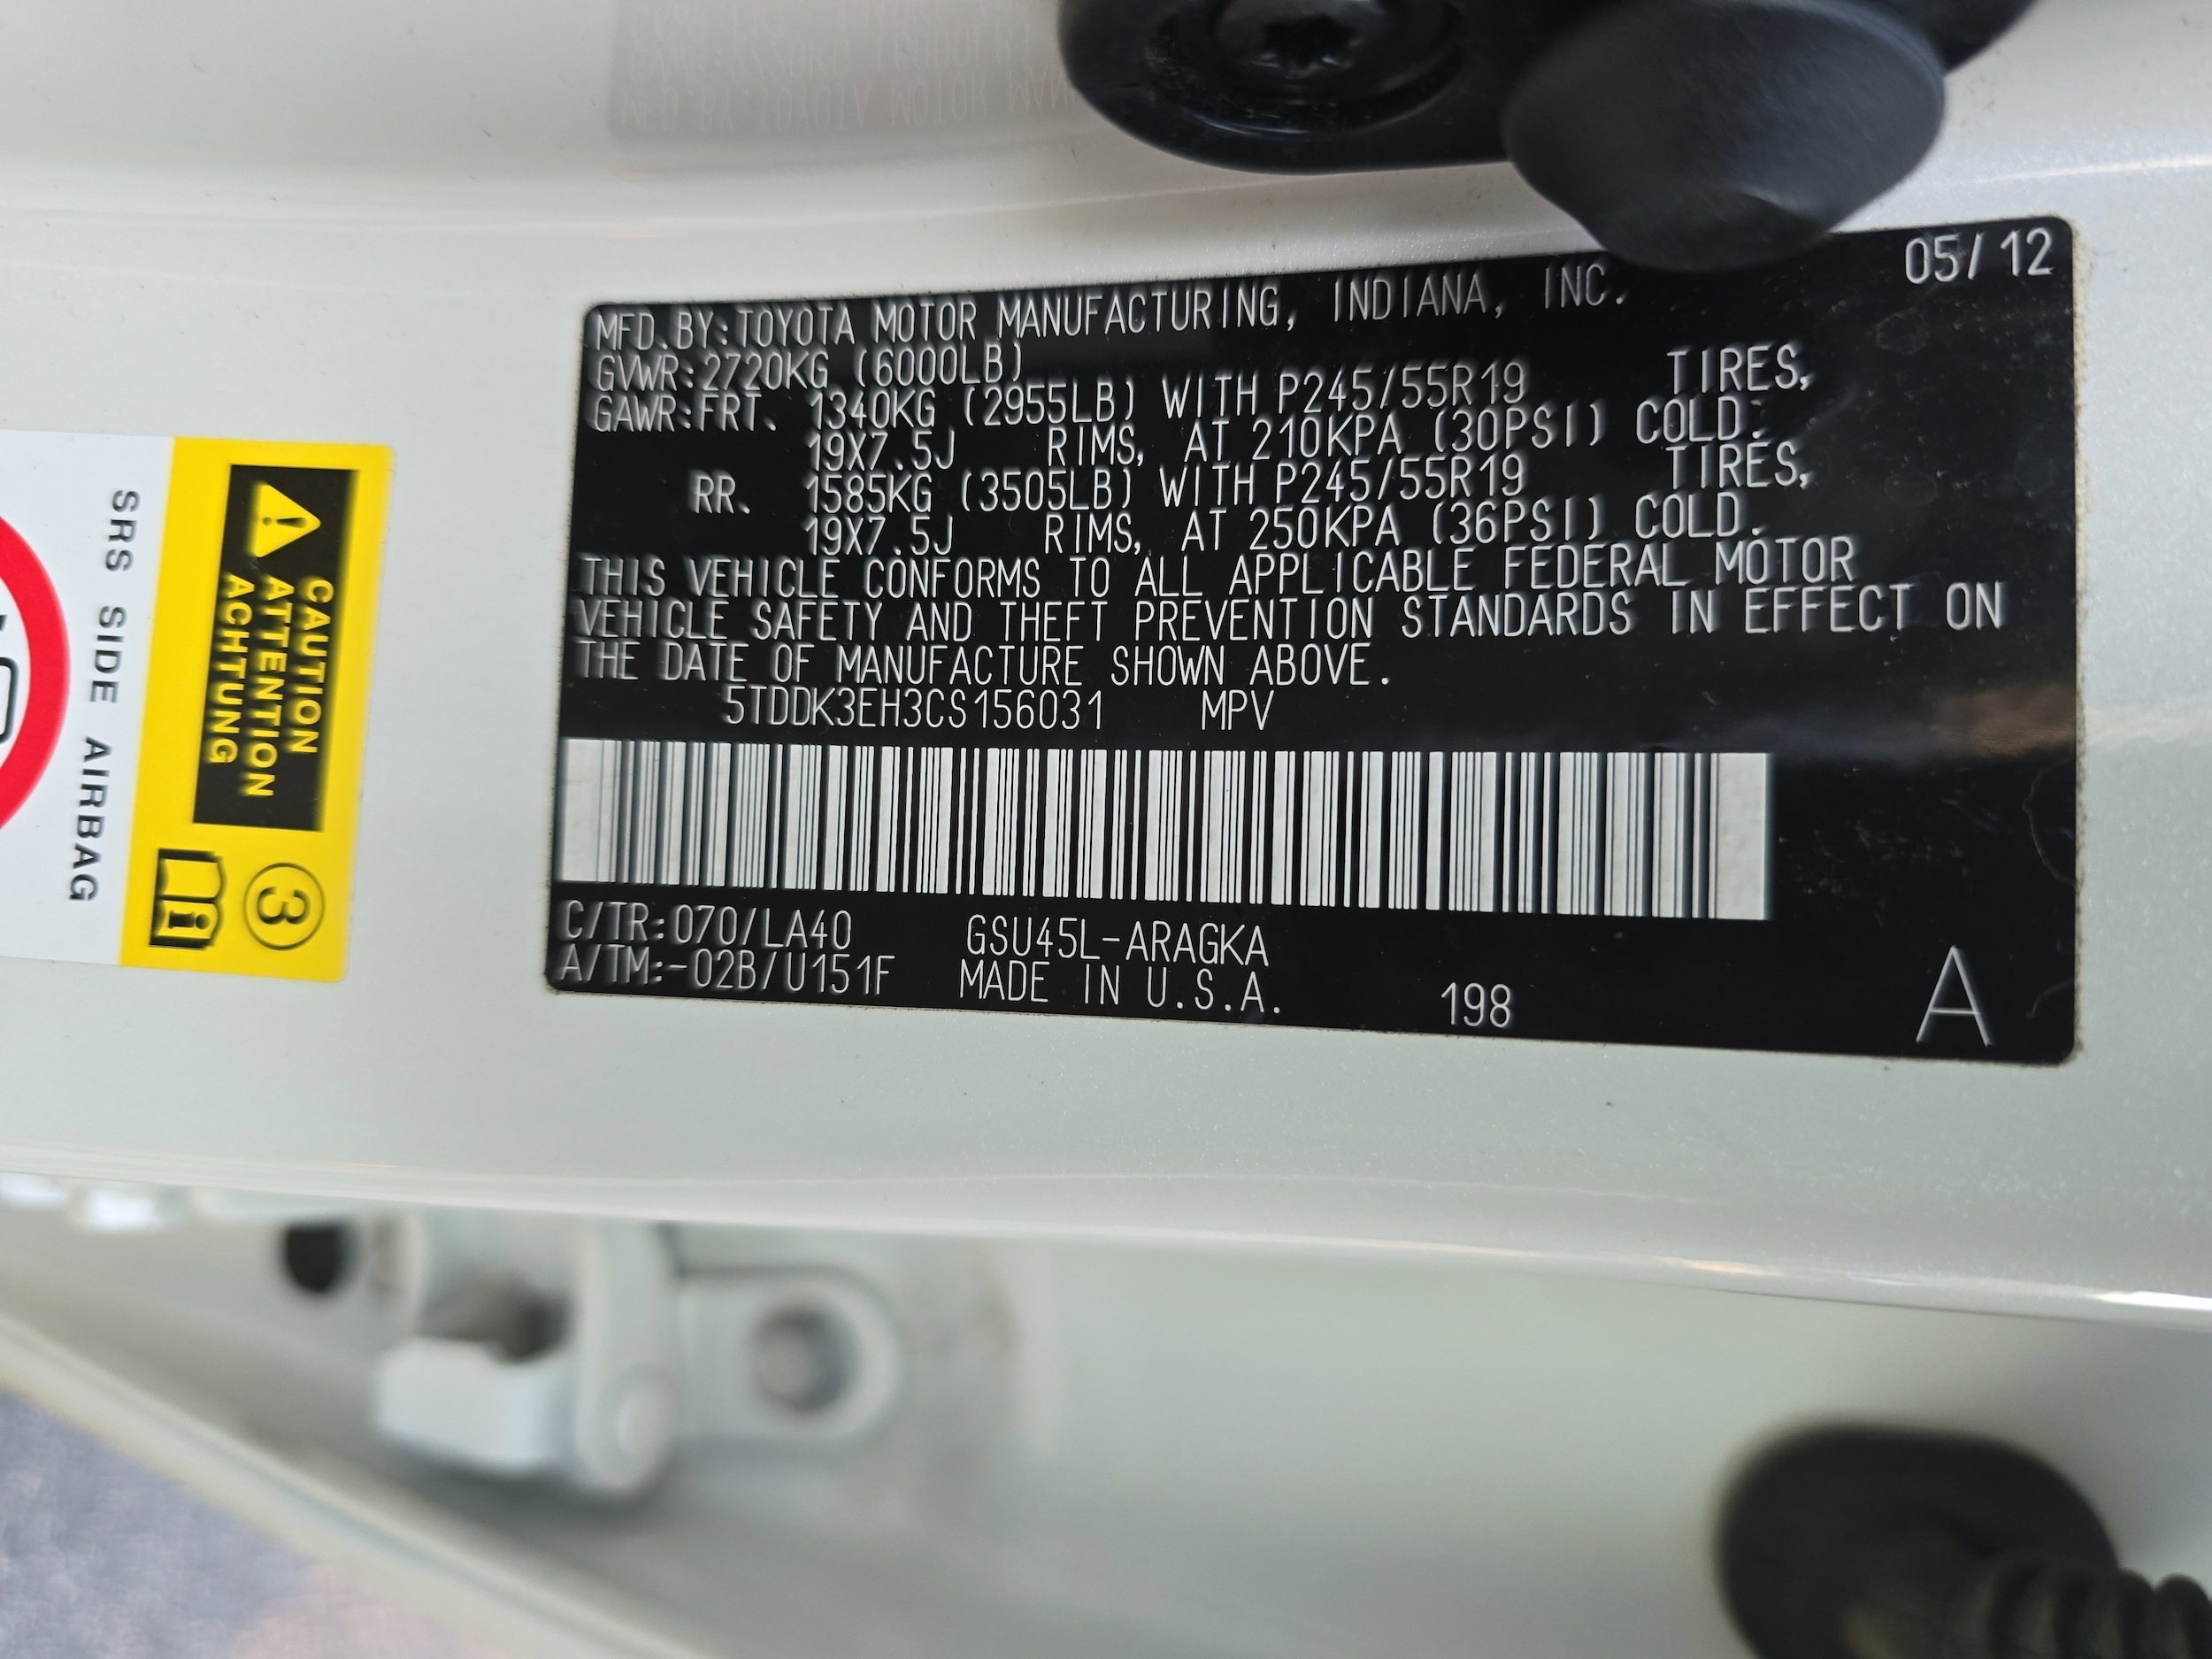 05/12
MFD.BY:TOYOTA MOTOR MANUFACTURING, INDIANA, INC.
GVWR:2720KG (6000LB)
GAWR:FRT. 1340KG (2955LB) WITH P245/55R19 TIRES,
19X7.5J RIMS, AT 210KPA (30PSI) COLD.
RR. 1585KG (3505LB) WITH P245/55R19 TIRES,
19X7.5J RIMS, AT 250KPA (36PSI) COLD.
THIS VEHICLE CONFORMS TO ALL APPLICABLE FEDERAL MOTOR
VEHICLE SAFETY AND THEFT PREVENTION STANDARDS IN EFFECT ON
THE DATE OF MANUFACTURE SHOWN ABOVE.
5TDDK3EH3CS156031 MPV
C/TR:070/LA40 GSU45L-ARAGKA
A/TM:-02B/U151F MADE IN U.S.A. 198 A
CAUTION
ATTENTION
ACHTUNG
3
i
SRS SIDE AIRBAG